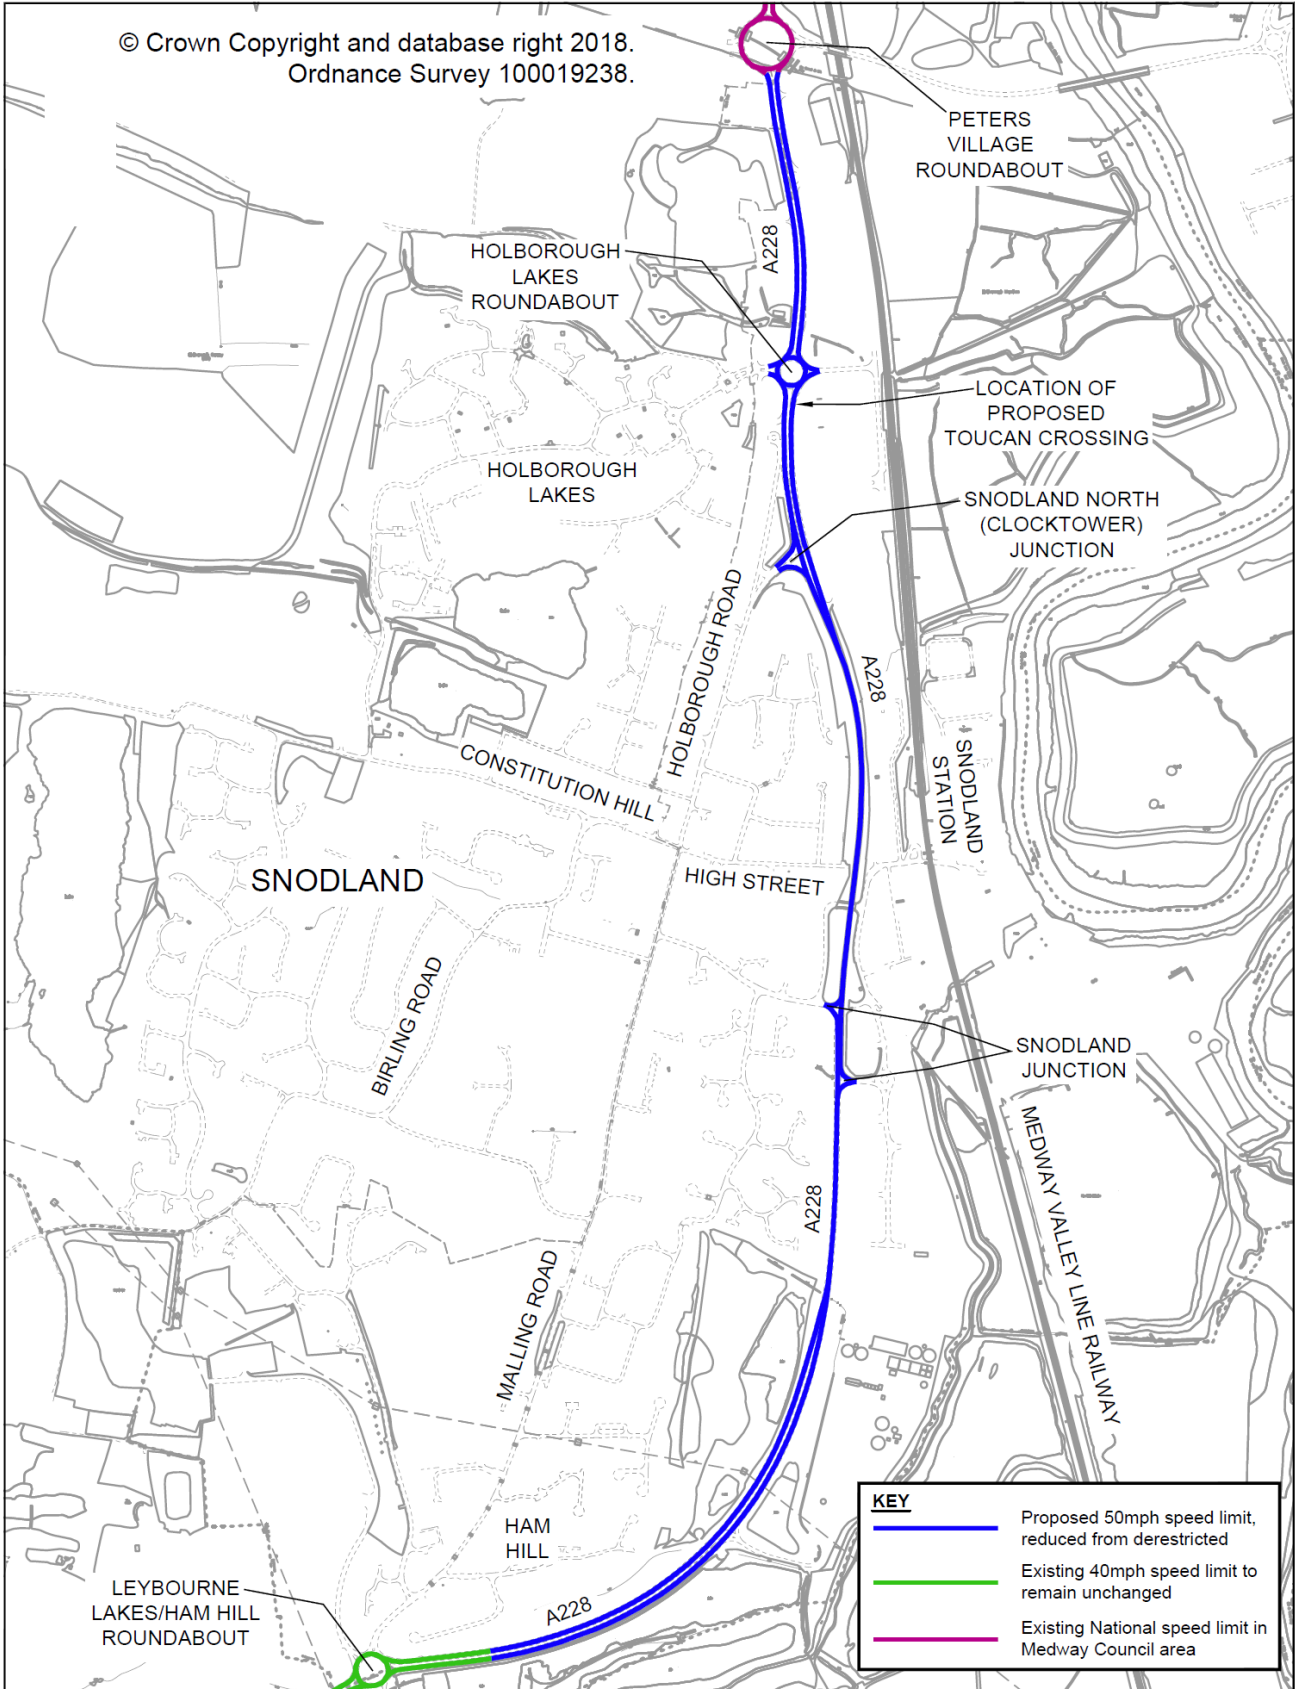 © Crown Copyright and database right 2018.
Ordnance Survey 100019238.
PETERS
VILLAGE
ROUNDABOUT
A228
HOLBOROUGH
LAKES
ROUNDABOUT
LOCATION OF
PROPOSED
TOUCAN CROSSING
HOLBOROUGH
LAKES
SNODLAND NORTH
(CLOCKTOWER)
JUNCTION
HOLBOROUGH ROAD
A228
CONSTITUTION HILL
SNODLAND
STATION
SNODLAND
HIGH STREET
BIRLING ROAD
SNODLAND
JUNCTION
MEDWAY VALLEY LINE RAILWAY
A228
MALLING ROAD
HAM
HILL
LEYBOURNE
LAKES/HAM HILL
ROUNDABOUT
A228
KEY
Proposed 50mph speed limit,
reduced from derestricted
Existing 40mph speed limit to
remain unchanged
Existing National speed limit in
Medway Council area